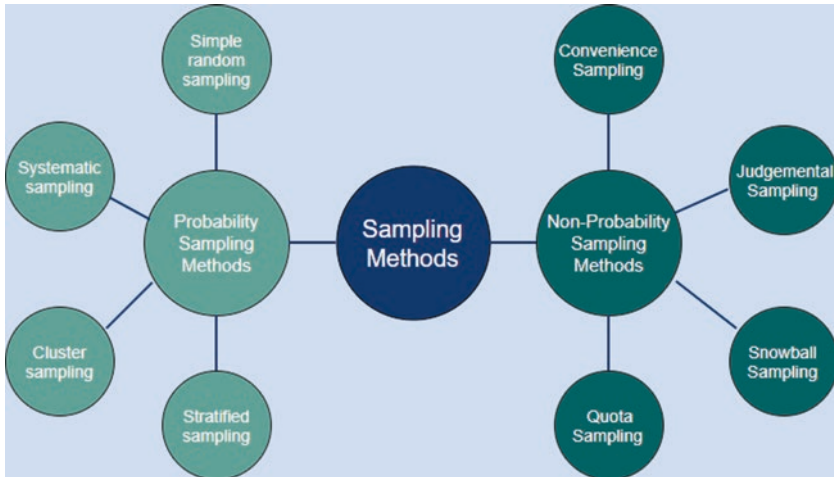 Simple
random
sampling
Systematic
sampling
Probability
Sampling
Methods
Cluster
sampling
Stratified
sampling
Sampling
Methods
Convenience
Sampling
Judgemental
Sampling
Non-Probability
Sampling
Methods
Snowball
Sampling
Quota
Sampling